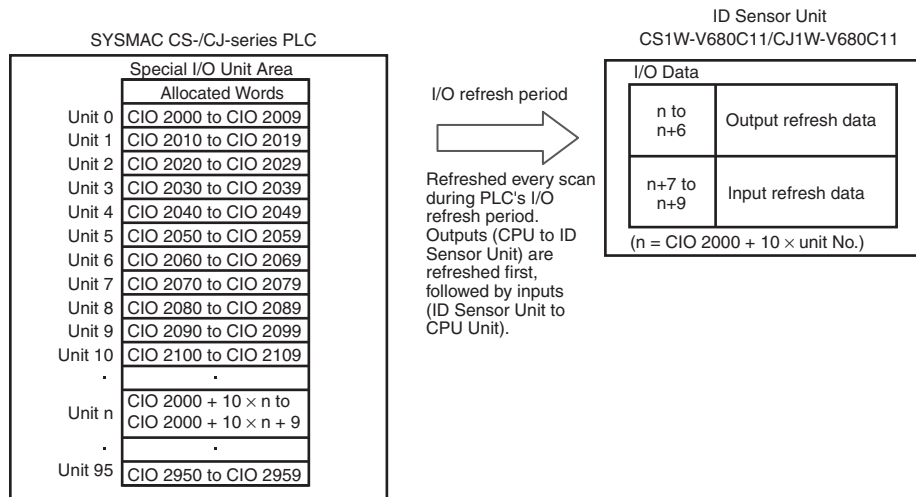 SYSMAC CS-/CJ-series PLC
Special I/O Unit Area
Allocated Words
Unit 0 CIO 2000 to CIO 2009
Unit 1 CIO 2010 to CIO 2019
Unit 2 CIO 2020 to CIO 2029
Unit 3 CIO 2030 to CIO 2039
Unit 4 CIO 2040 to CIO 2049
Unit 5 CIO 2050 to CIO 2059
Unit 6 CIO 2060 to CIO 2069
Unit 7 CIO 2070 to CIO 2079
Unit 8 CIO 2080 to CIO 2089
Unit 9 CIO 2090 to CIO 2099
Unit 10 CIO 2100 to CIO 2109
. .
Unit n CIO 2000 + 10 × n to
CIO 2000 + 10 × n + 9
. .
Unit 95 CIO 2950 to CIO 2959
I/O refresh period
Refreshed every scan
during PLC's I/O
refresh period.
Outputs (CPU to ID
Sensor Unit) are
refreshed first,
followed by inputs
(ID Sensor Unit to
CPU Unit).
ID Sensor Unit
CS1W-V680C11/CJ1W-V680C11
I/O Data
n to
n+6
Output refresh data
n+7 to
n+9
Input refresh data
(n = CIO 2000 + 10 × unit No.)